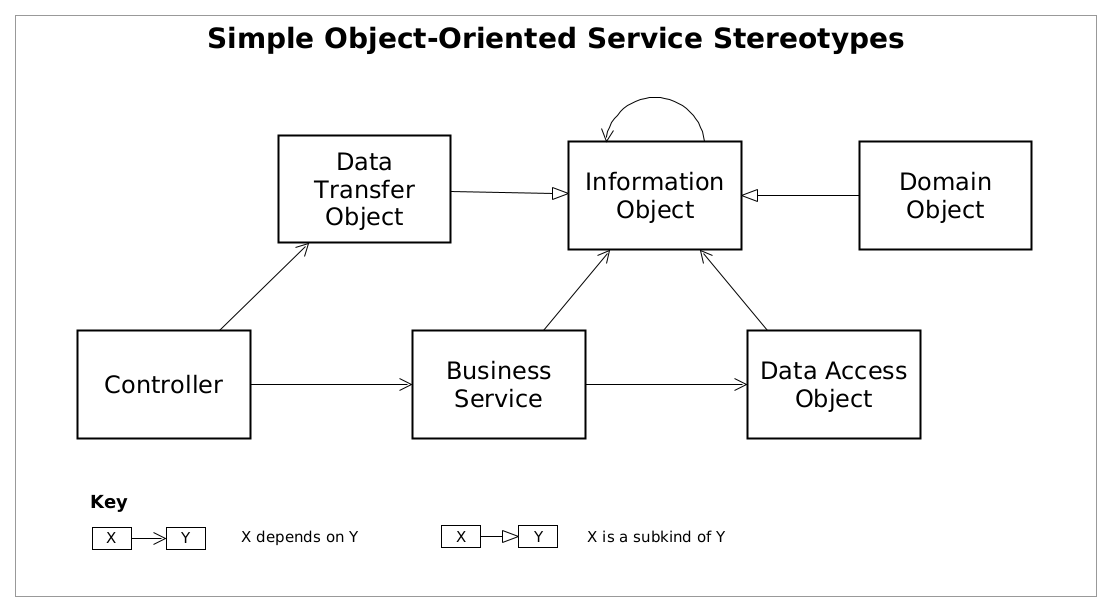 Simple Object-Oriented Service Stereotypes
Data
Transfer
Object
Information
Object
Domain
Object
Controller
Business
Service
Data Access
Object
Key
X
Y
X depends on Y
X
Y
X is a subkind of Y